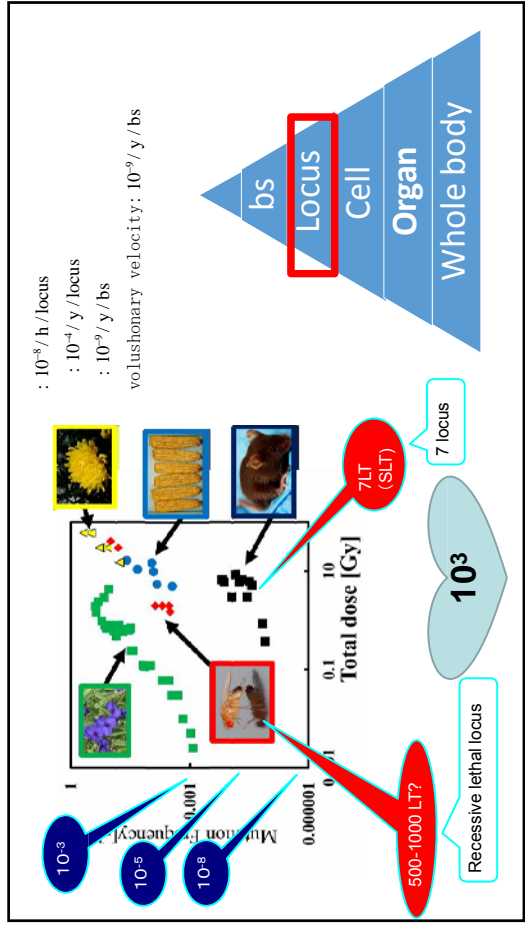 : 10⁻⁸ / h / locus
: 10⁻⁴ / y / locus
: 10⁻⁹ / y / bs
volushonary velocity: 10⁻⁹ / y / bs
1
0.001
0.000001
10⁻³
10⁻⁵
10⁻⁸
0.1
10
Total dose [Gy]
500-1000 LT?
Recessive lethal locus
10³
7LT
(SLT)
7 locus
bs
Locus
Cell
Organ
Whole body